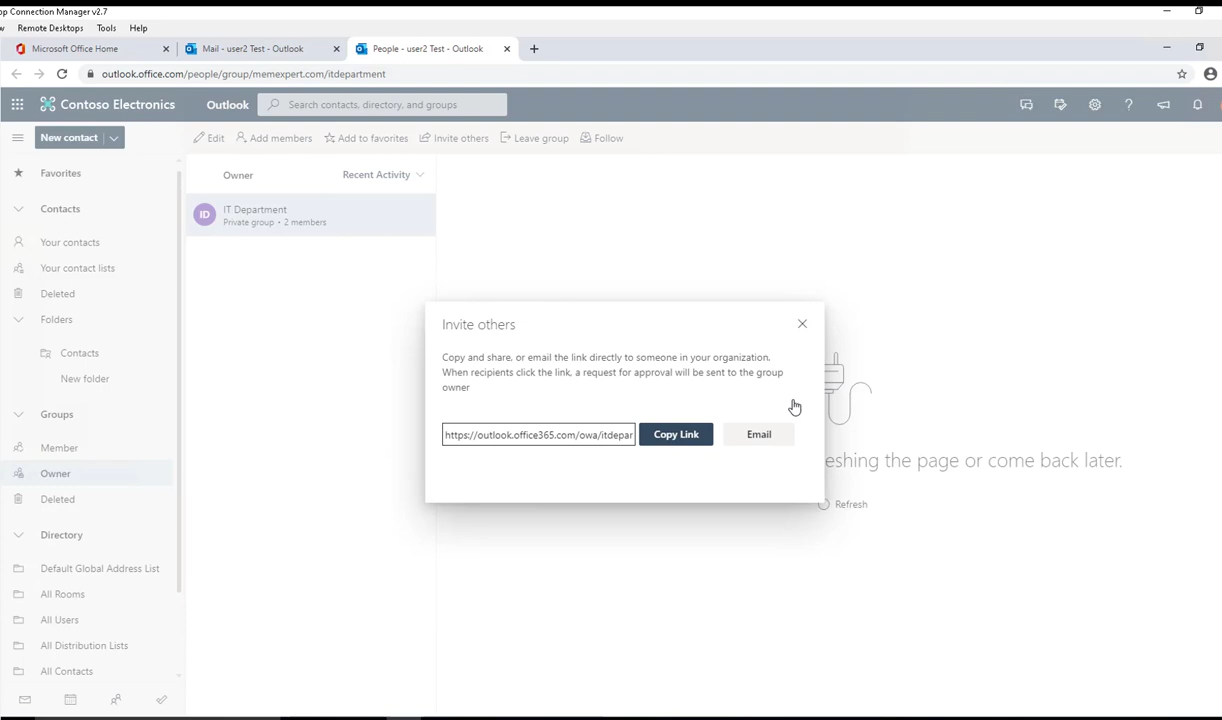 op Connection Manager v2.7
w Remote Desktops Tools Help
Microsoft Office Home
Mail - user2 Test - Outlook
People - user2 Test - Outlook
outlook.office.com/people/group/memexpert.com/itdepartment
Contoso Electronics
Outlook
Search contacts, directory, and groups
New contact
Edit
Add members
Add to favorites
Invite others
Leave group
Follow
Favorites
Contacts
Your contacts
Your contact lists
Deleted
Folders
Contacts
New folder
Groups
Member
Owner
Deleted
Directory
Default Global Address List
All Rooms
All Users
All Distribution Lists
All Contacts
Owner
Recent Activity
ID
IT Department
Private group • 2 members
Invite others
Copy and share, or email the link directly to someone in your organization.
When recipients click the link, a request for approval will be sent to the group
owner
https://outlook.office365.com/owa/itdepar
Copy Link
Email
eshing the page or come back later.
Refresh